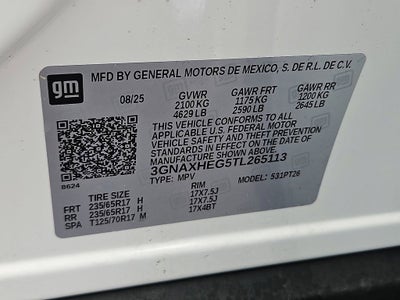 gm
MFD BY GENERAL MOTORS DE MEXICO, S. DE R.L. DE C.V.
08/25 GVWR GAWR FRT GAWR RR
2100 KG 1175 KG 1200 KG
4629 LB 2590 LB 2645 LB
THIS VEHICLE CONFORMS TO ALL
APPLICABLE U.S. FEDERAL MOTOR
VEHICLE SAFETY AND THEFT PREVENTION
STANDARDS IN EFFECT ON THE DATE OF
MANUFACTURE SHOWN ABOVE.
3GNAXHEG5TL265113
8624 TYPE: MPV MODEL: 531PT26
TIRE SIZE RIM
FRT 235/65R17 H 17X7.5J
RR 235/65R17 H 17X7.5J
SPA T125/70R17 M 17X4BT